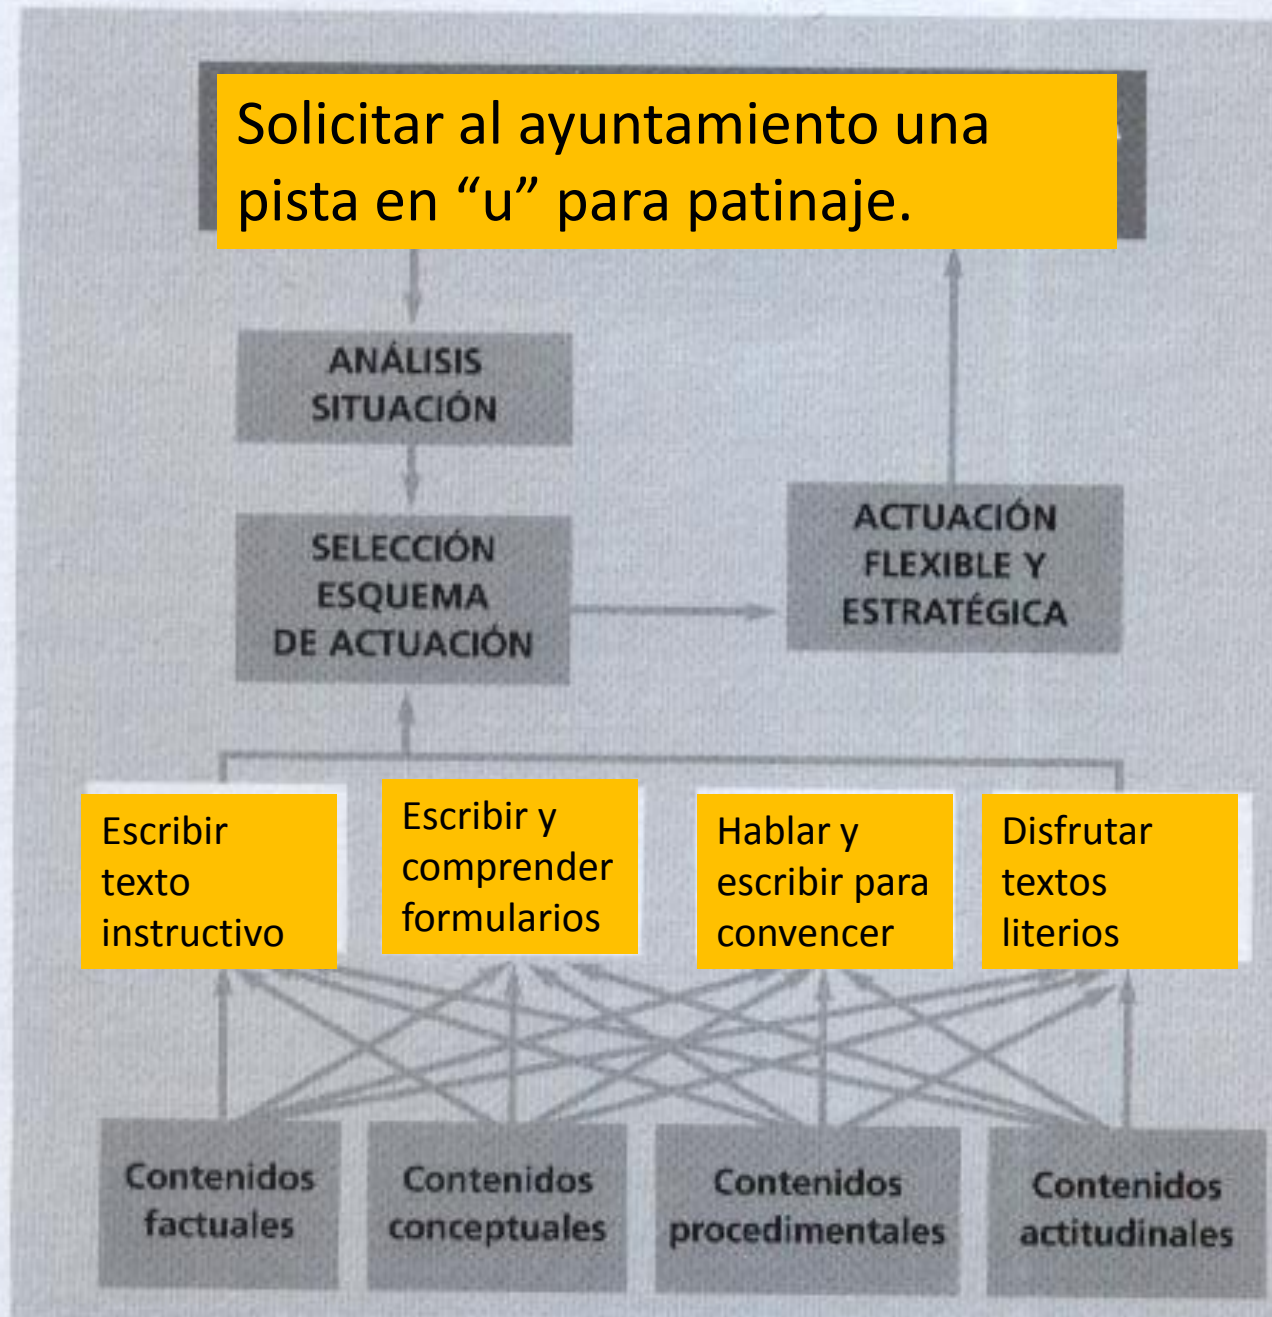 Solicitar al ayuntamiento una
pista en “u” para patinaje.
ANÁLISIS
SITUACIÓN
SELECCIÓN
ESQUEMA
DE ACTUACIÓN
ACTUACIÓN
FLEXIBLE Y
ESTRATÉGICA
Escribir
texto
instructivo
Escribir y
comprender
formularios
Hablar y
escribir para
convencer
Disfrutar
textos
literios
Contenidos
factuales
Contenidos
conceptuales
Contenidos
procedimentales
Contenidos
actitudinales